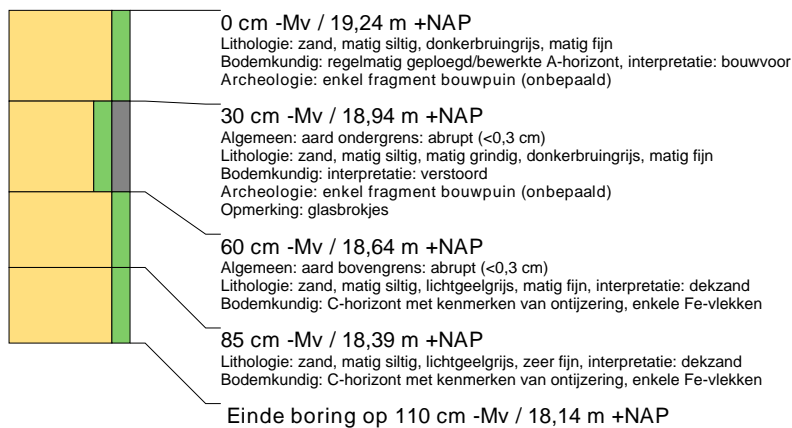 0 cm -Mv / 19,24 m +NAP
Lithologie: zand, matig siltig, donkerbruingrijs, matig fijn
Bodemkundig: regelmatig geploegd/bewerkte A-horizont, interpretatie: bouwvoor
Archeologie: enkel fragment bouwpuin (onbepaald)
30 cm -Mv / 18,94 m +NAP
Algemeen: aard ondergrens: abrupt (<0,3 cm)
Lithologie: zand, matig siltig, matig grindig, donkerbruingrijs, matig fijn
Bodemkundig: interpretatie: verstoord
Archeologie: enkel fragment bouwpuin (onbepaald)
Opmerking: glasbrokjes
60 cm -Mv / 18,64 m +NAP
Algemeen: aard bovengrens: abrupt (<0,3 cm)
Lithologie: zand, matig siltig, lichtgeelgrijs, matig fijn, interpretatie: dekzand
Bodemkundig: C-horizont met kenmerken van ontijzering, enkele Fe-vlekken
85 cm -Mv / 18,39 m +NAP
Lithologie: zand, matig siltig, lichtgeelgrijs, zeer fijn, interpretatie: dekzand
Bodemkundig: C-horizont met kenmerken van ontijzering, enkele Fe-vlekken
Einde boring op 110 cm -Mv / 18,14 m +NAP